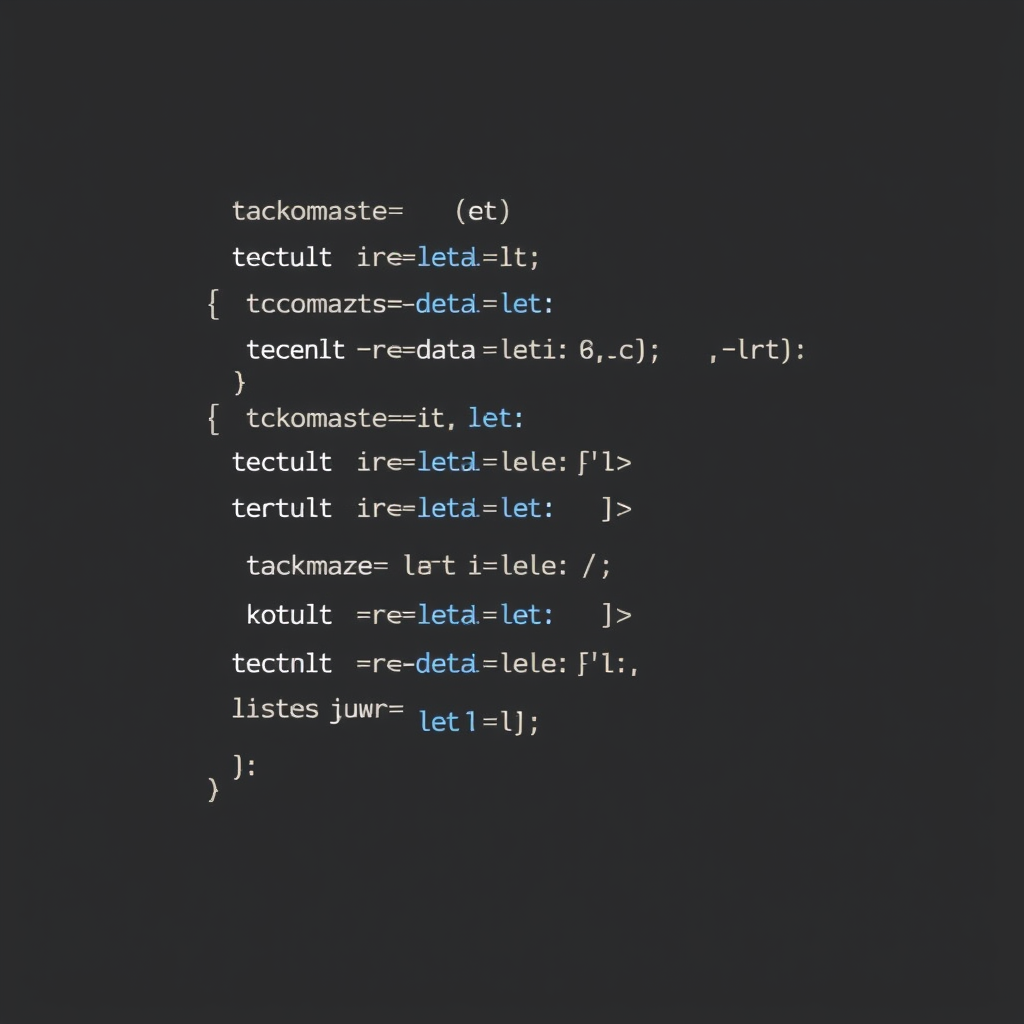 tackomaste= (et)
tectult ire=leta.=lt;
{ tccomazts=-deta.=let:
tecenlt -re=data =leti: 6,.c); ,-lrt):
}
{ tckomaste==it, let:
tectult ire=leta=lele: ['l>
tertult ire=leta=let: ]>
tackmaze= la-t i=lele: /;
kotult =re=leta=let: ]>
tectnlt =re-deta.=lele: ['l:,
listes juwr= let1=l];
):
}